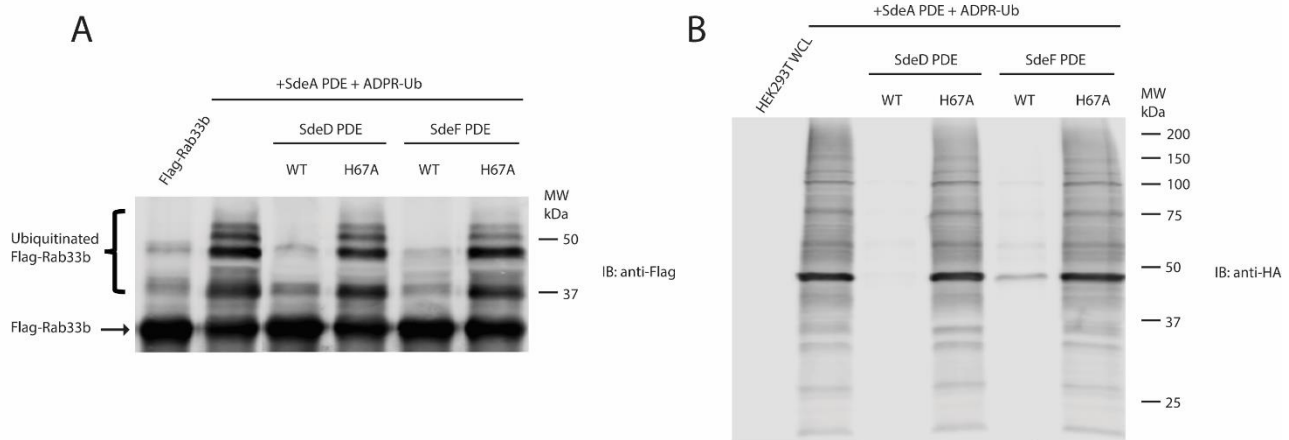 A
+SdeA PDE + ADPR-Ub
SdeD PDE
SdeF PDE
Flag-Rab33b
WT
H67A
WT
H67A
MW
kDa
Ubiquitinated
Flag-Rab33b
50
37
Flag-Rab33b
IB: anti-Flag
B
+SdeA PDE + ADPR-Ub
HEK293T WCL
SdeD PDE
SdeF PDE
WT
H67A
WT
H67A
MW
kDa
200
150
100
75
50
37
25
IB: anti-HA